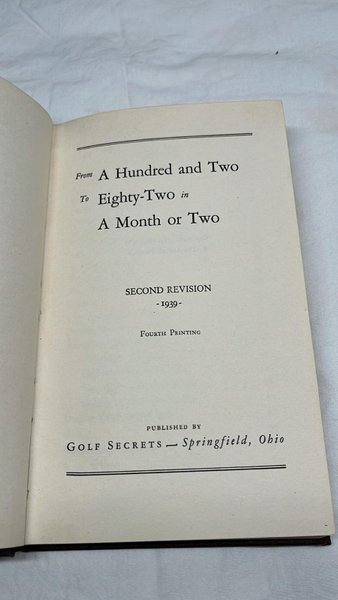 From A Hundred and Two
To Eighty-Two in
A Month or Two
SECOND REVISION
-1939-
FOURTH PRINTING
PUBLISHED BY
GOLF SECRETS — Springfield, Ohio